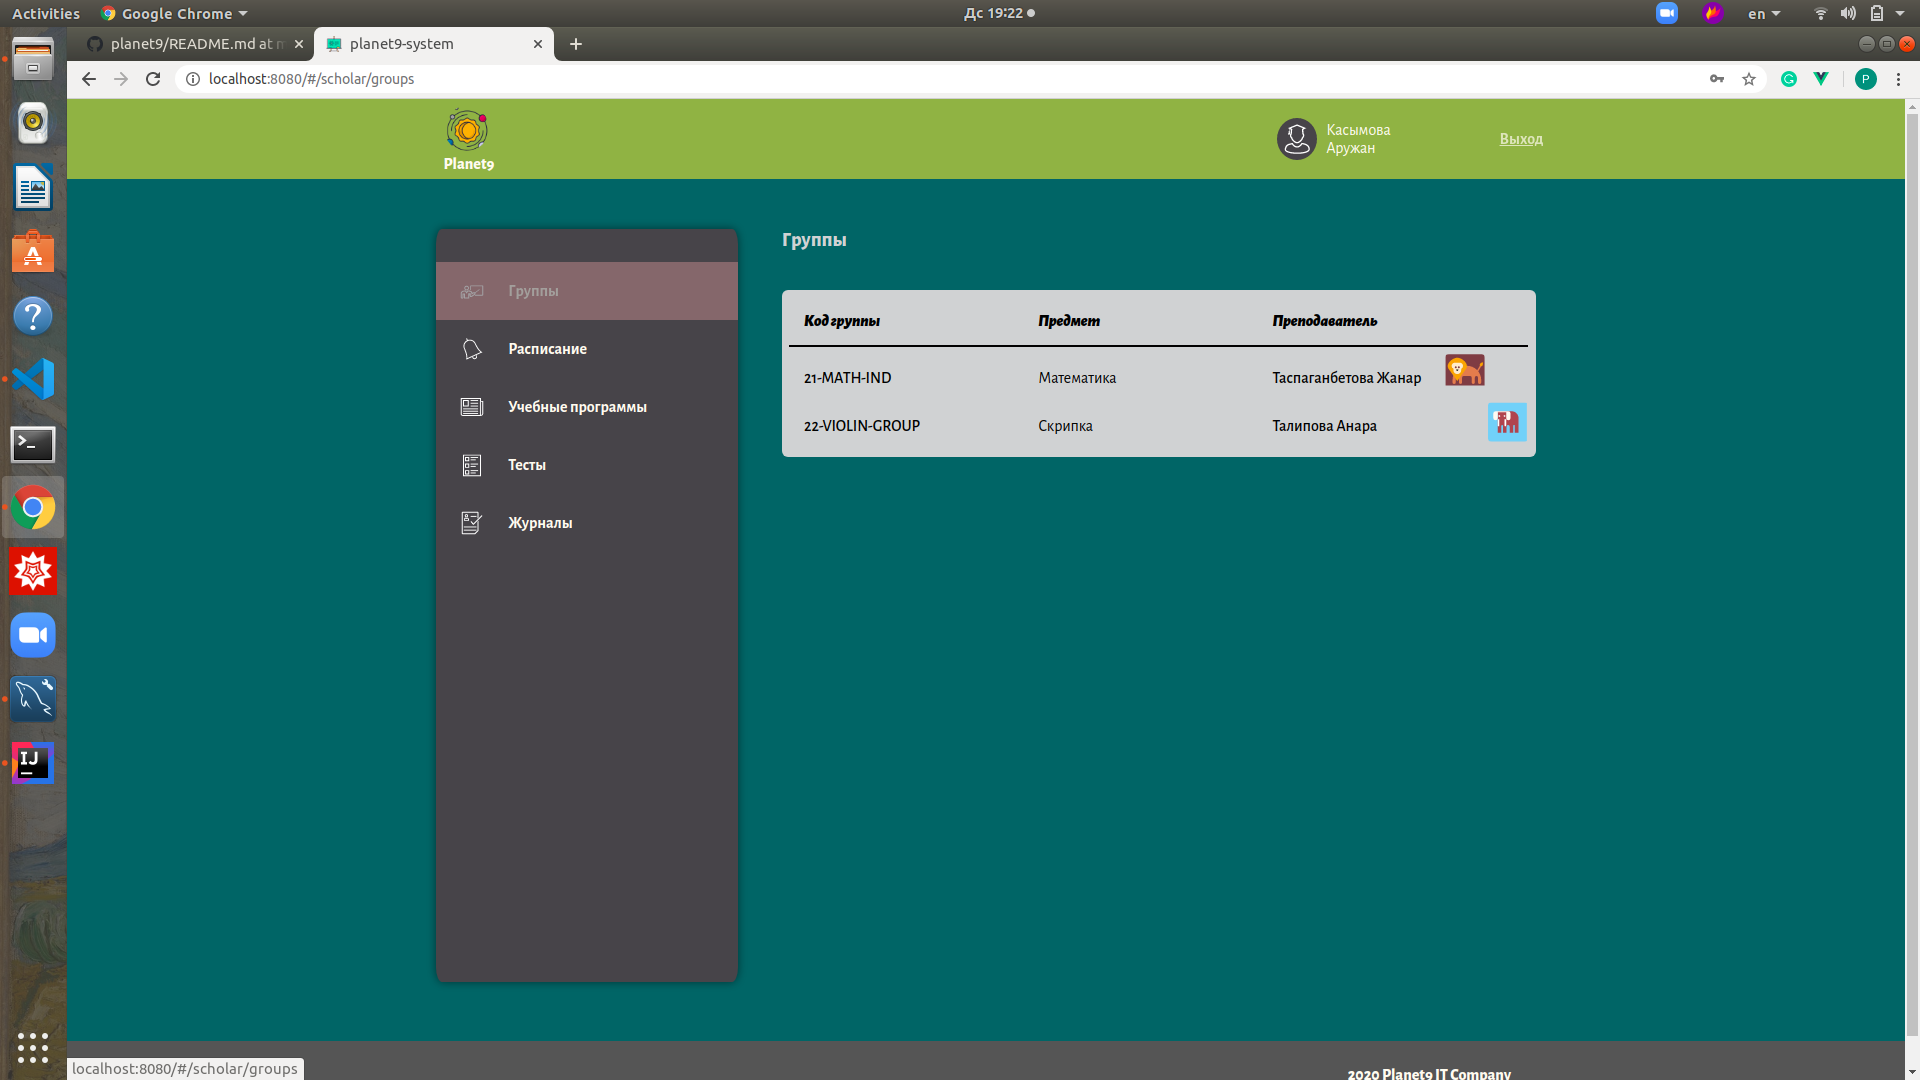 Activities
Google Chrome
Дс 19:22
en
planet9/README.md at m
planet9-system
localhost:8080/#/scholar/groups
P
Planet9
Касымова
Аружан
Выход
Группы
Расписание
Учебные программы
Тесты
Журналы
Группы
Код группы Предмет Преподаватель
21-MATH-IND Математика Таспаганбетова Жанар
22-VIOLIN-GROUP Скрипка Талипова Анара
IJ
localhost:8080/#/scholar/groups
2020 Planet9 IT Company